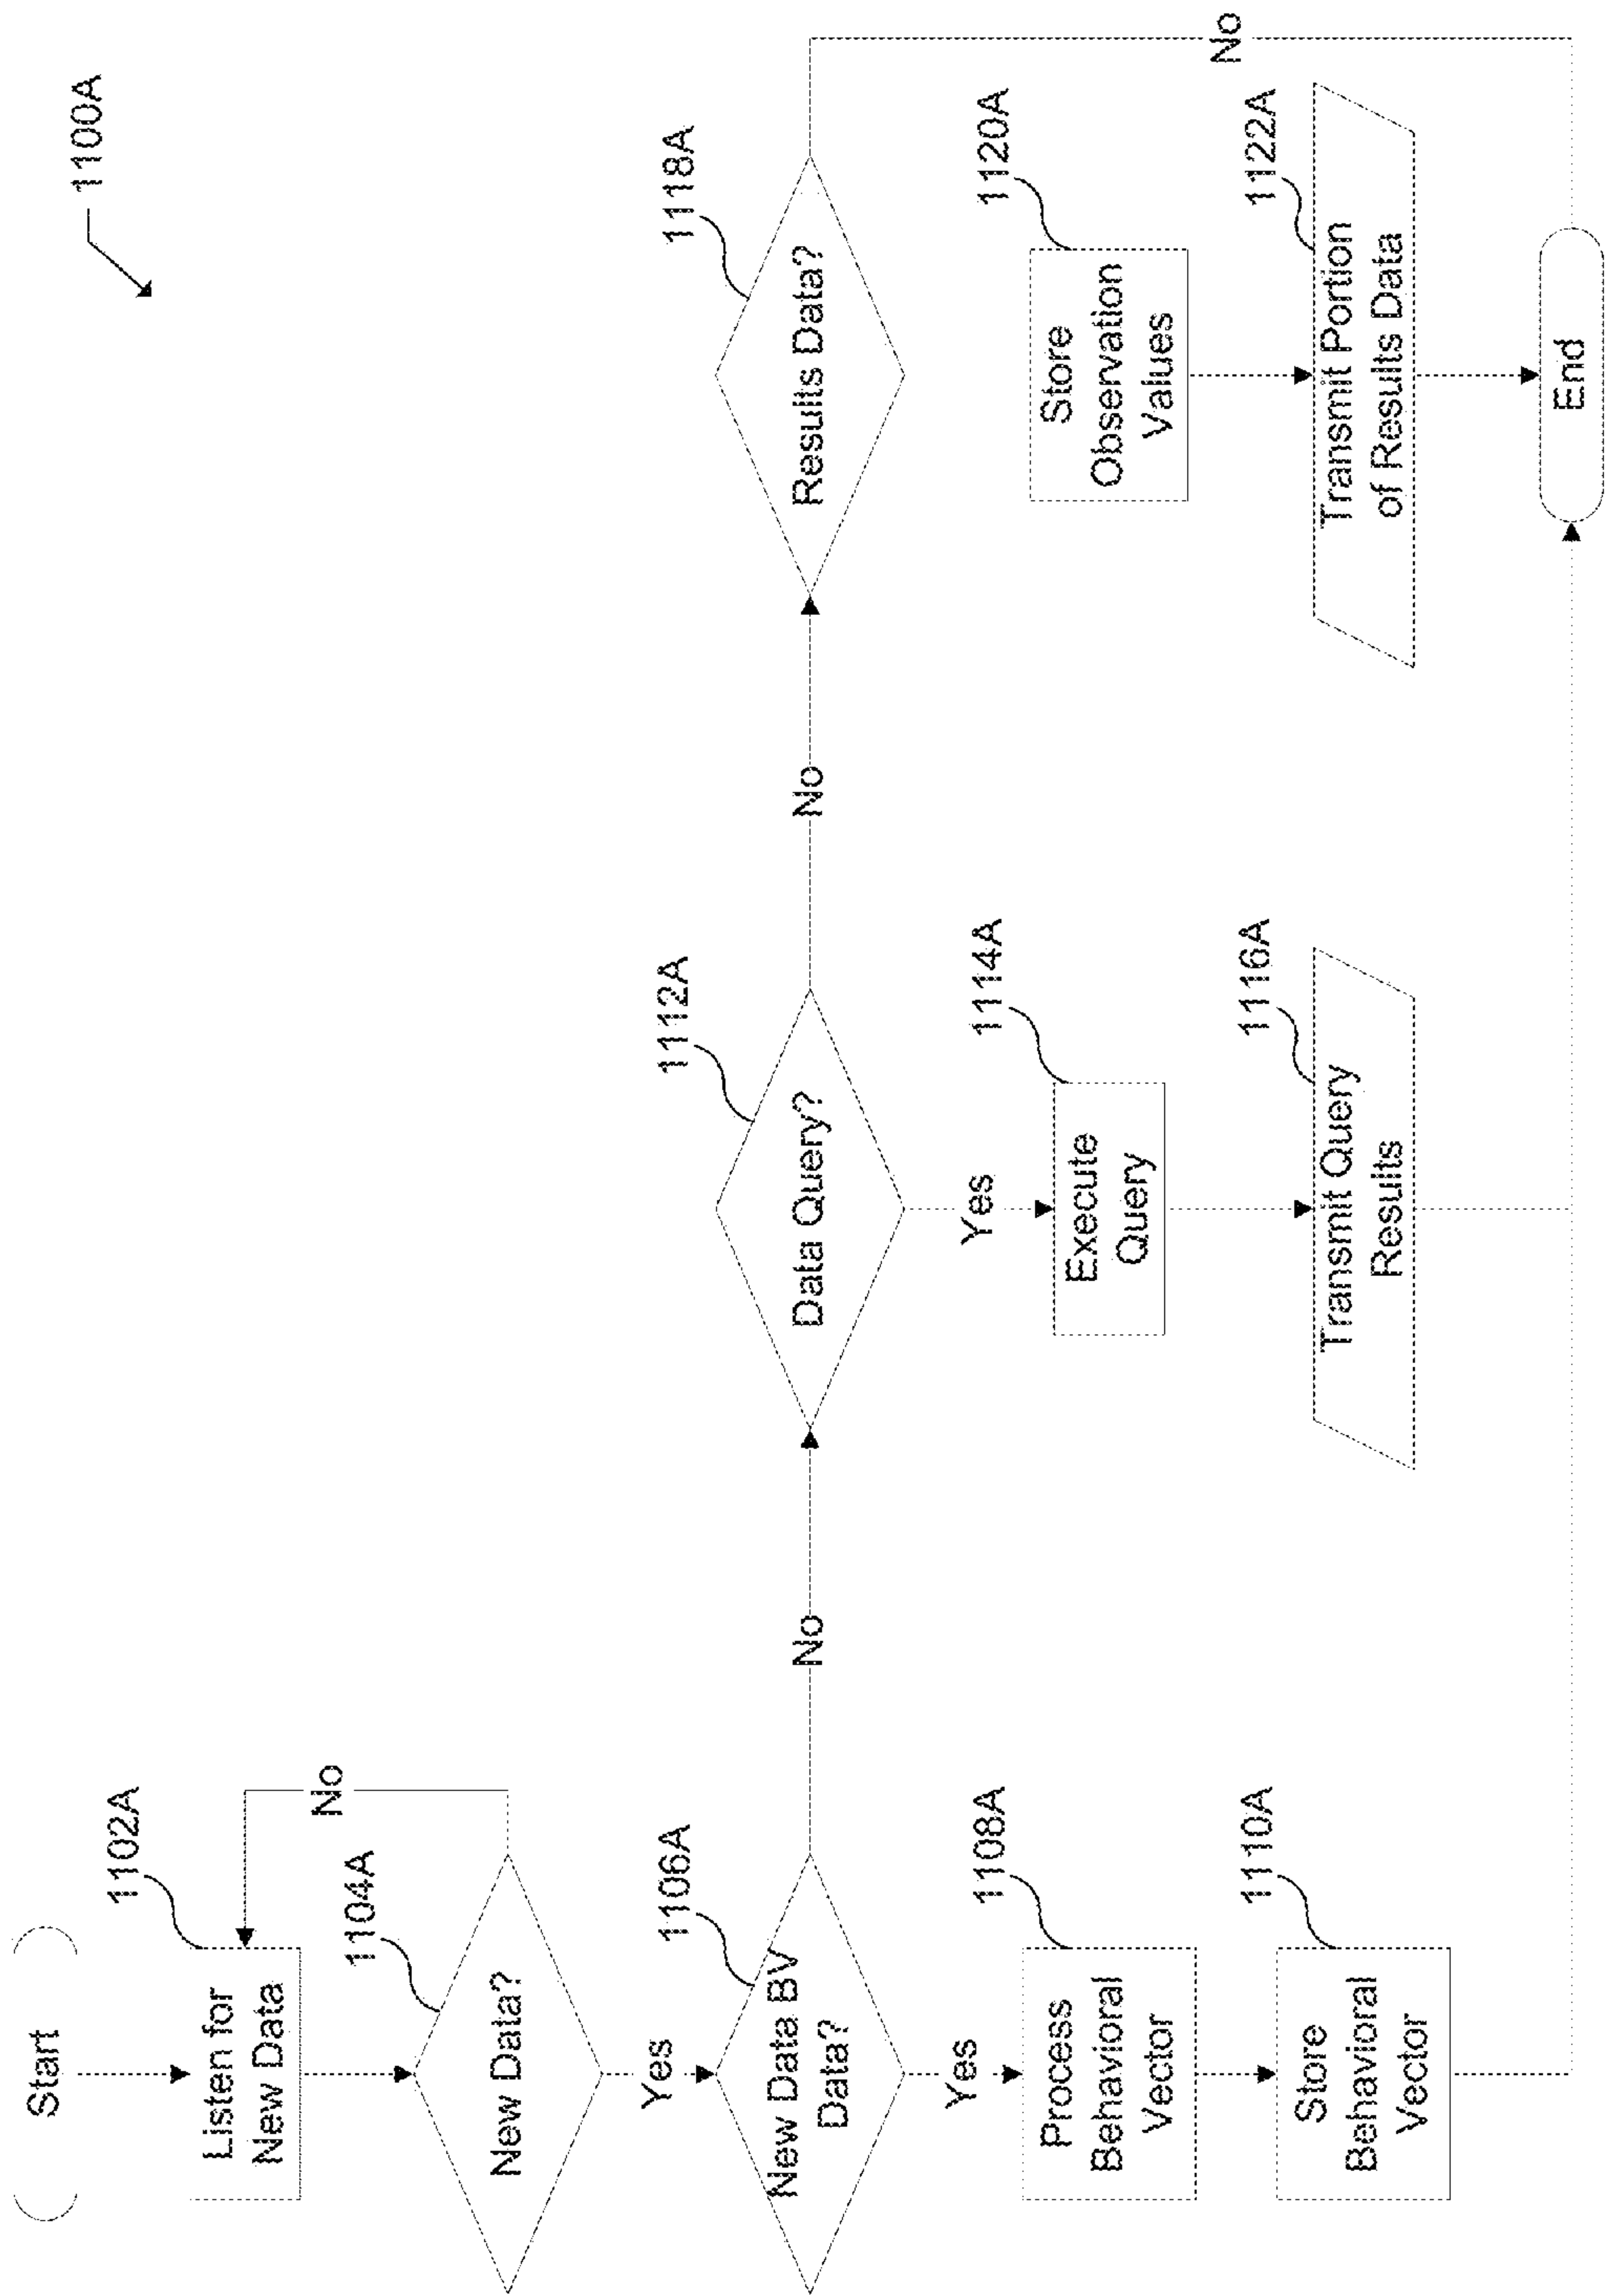 1100A
Start
Listen for
New Data
1102A
No
New Data?
1104A
Yes
New Data BV
Data?
1106A
No
Data Query?
1112A
No
Results Data?
1118A
No
Yes
Process
Behavioral
Vector
1108A
Store
Behavioral
Vector
1110A
Yes
Execute
Query
1114A
Transmit Query
Results
1116A
Store
Observation
Values
1120A
Transmit Portion
of Results Data
1122A
End